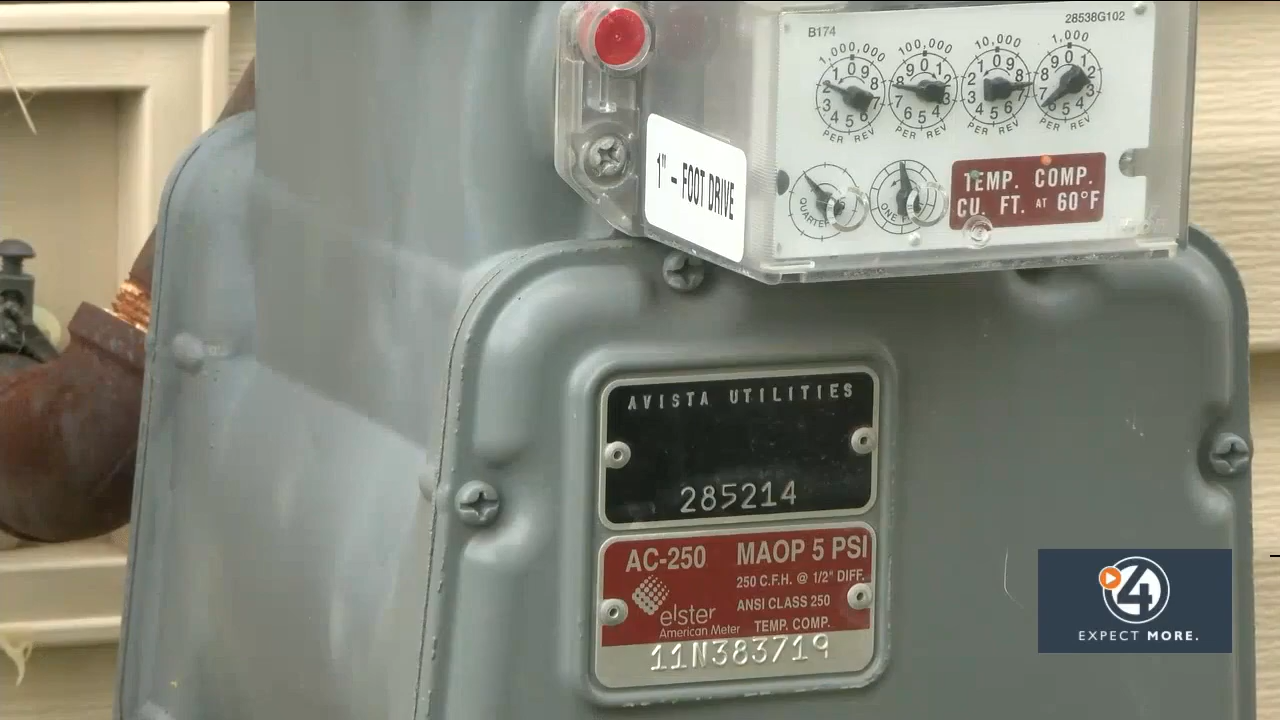 B174
28538G102
1,000,000
100,000
10,000
1,000
PER REV
PER REV
PER REV
PER REV
1" - FOOT DRIVE
TEMP. COMP.
CU. FT. AT 60°F
AVISTA UTILITIES
285214
AC-250
MAOP 5 PSI
250 C.F.H. @ 1/2" DIFF.
ANSI CLASS 250
elster
American Meter
TEMP. COMP.
11N383719
4
EXPECT MORE.